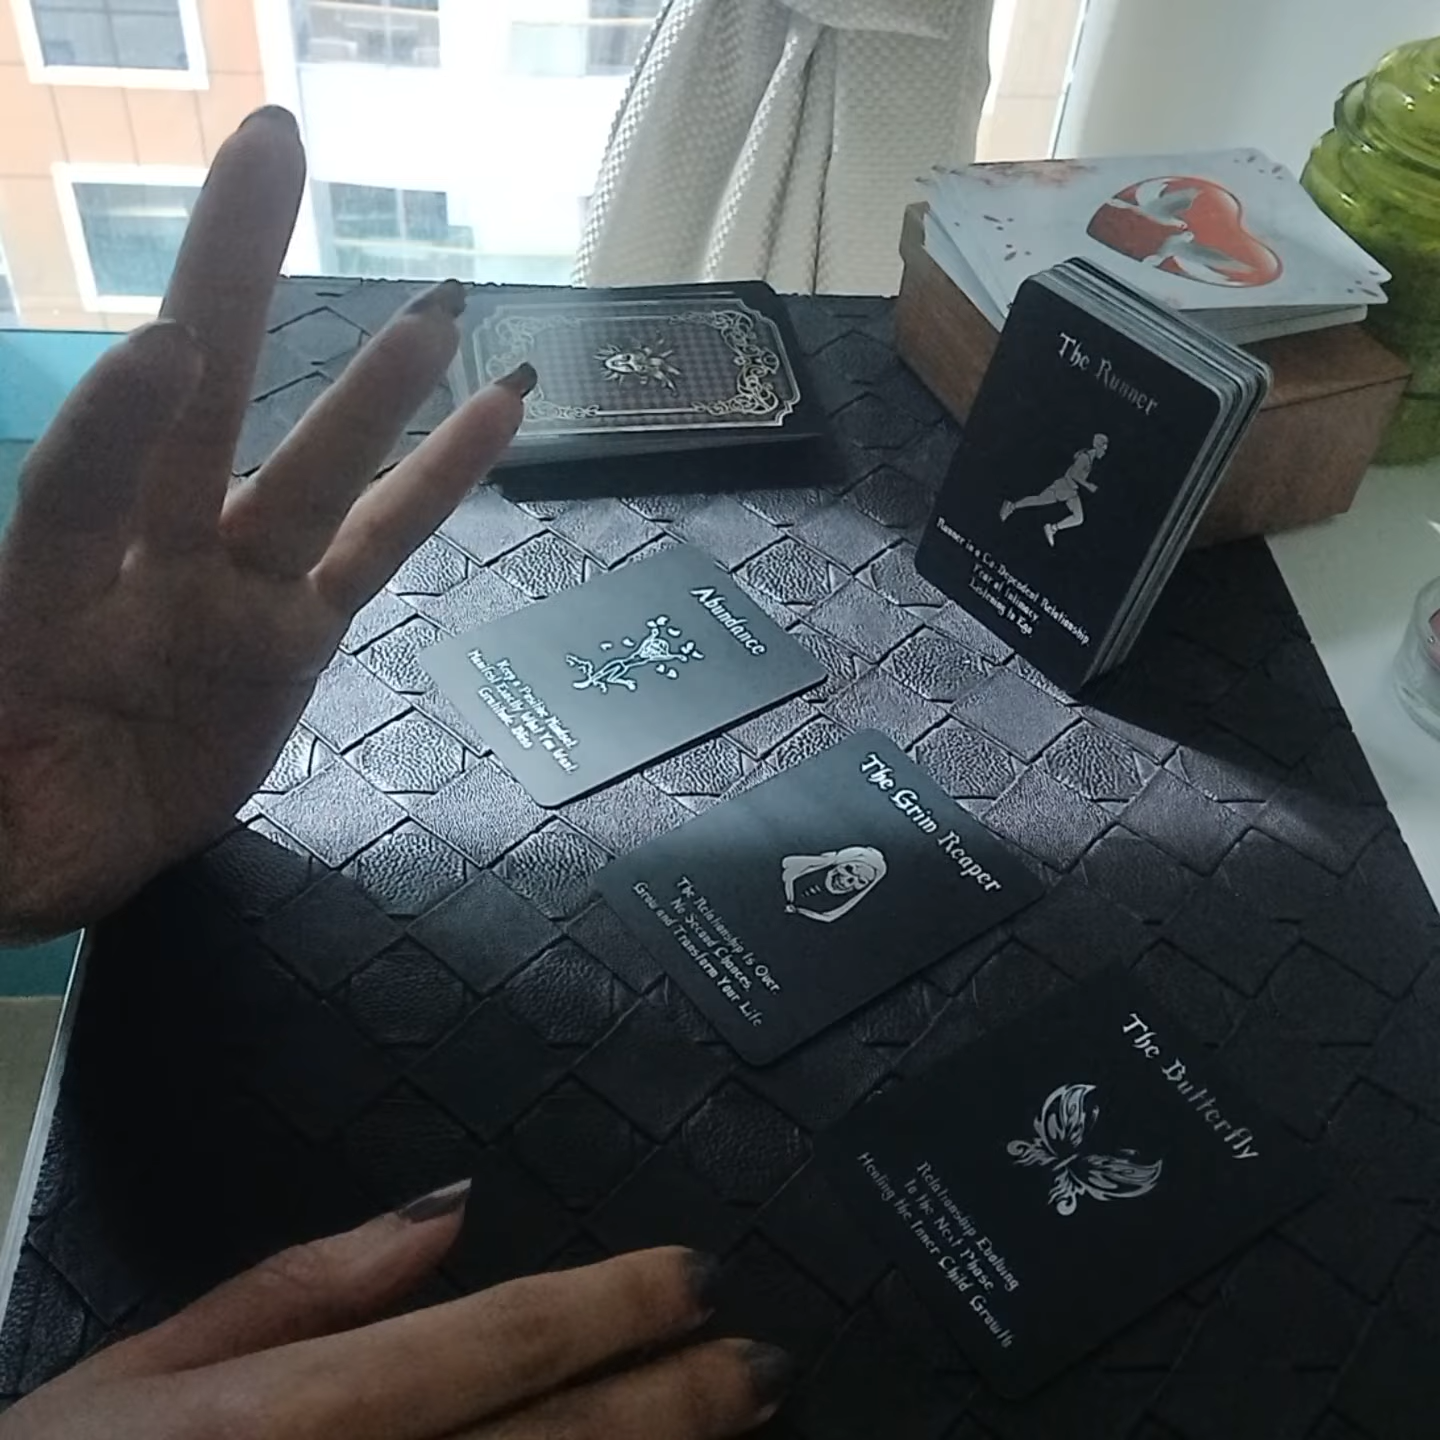 The Runner
Runner in a Co-Dependent Relationship
Fear of Intimacy
Listening to Ego
Abundance
Keep a Positive Mindset
Manifest Exactly What You Want
Gratitude,
The Grim Reaper
The Relationship Is Over
No Second Chances
Grow and Transform Your Life
The Butterfly
Relationship Evolving
to the Next Phase
Healing the Inner Child Growth